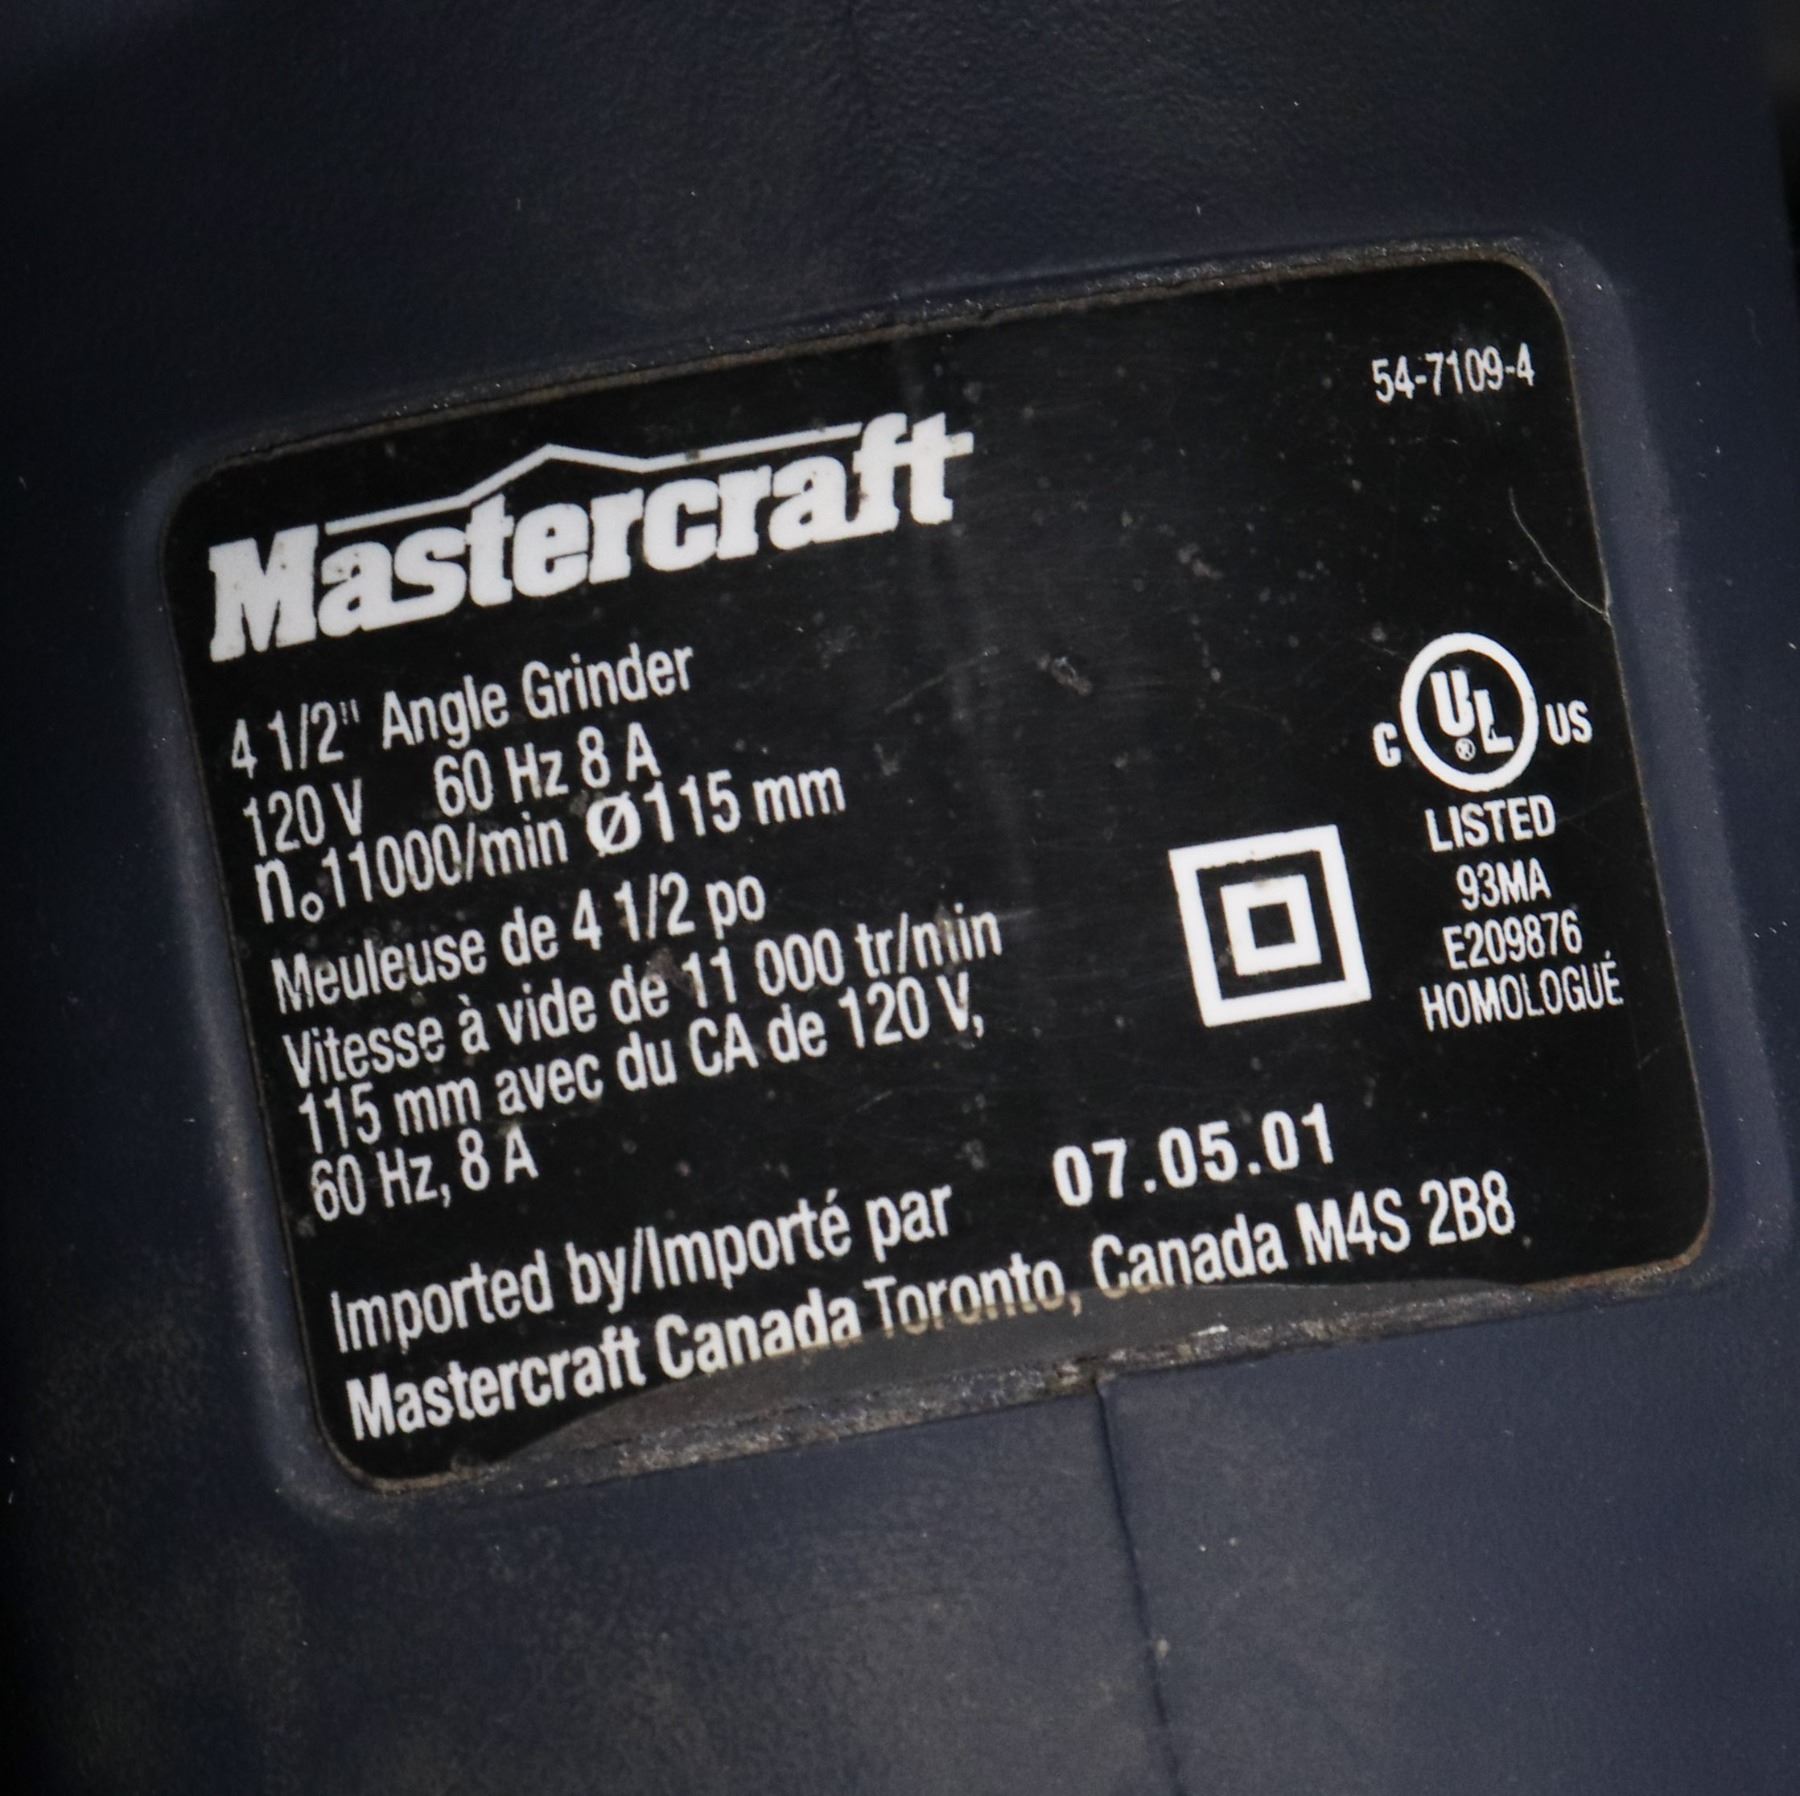 54-7109-4
Mastercraft
4 1/2" Angle Grinder
120 V 60 Hz 8 A
n₀11000/min Ø115 mm
Meuleuse de 4 1/2 po
Vitesse à vide de 11 000 tr/min
115 mm avec du CA de 120 V,
60 Hz, 8 A
C UL® US
LISTED
93MA
E209876
HOMOLOGUÉ
07.05.01
Imported by/Importé par
Mastercraft Canada Toronto, Canada M4S 2B8